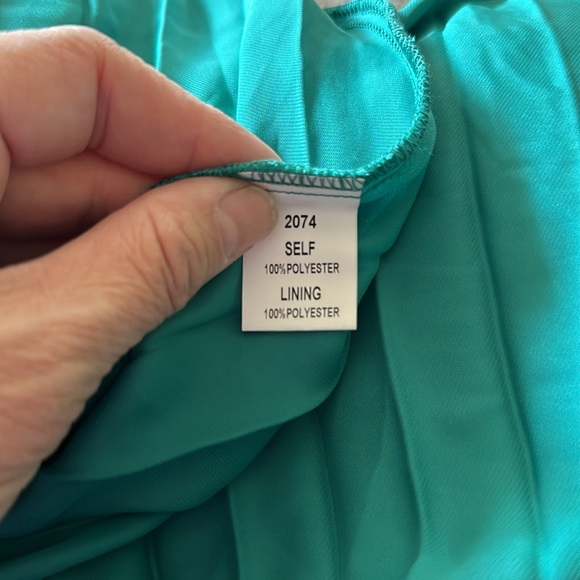 2074
SELF
100%POLYESTER
LINING
100%POLYESTER